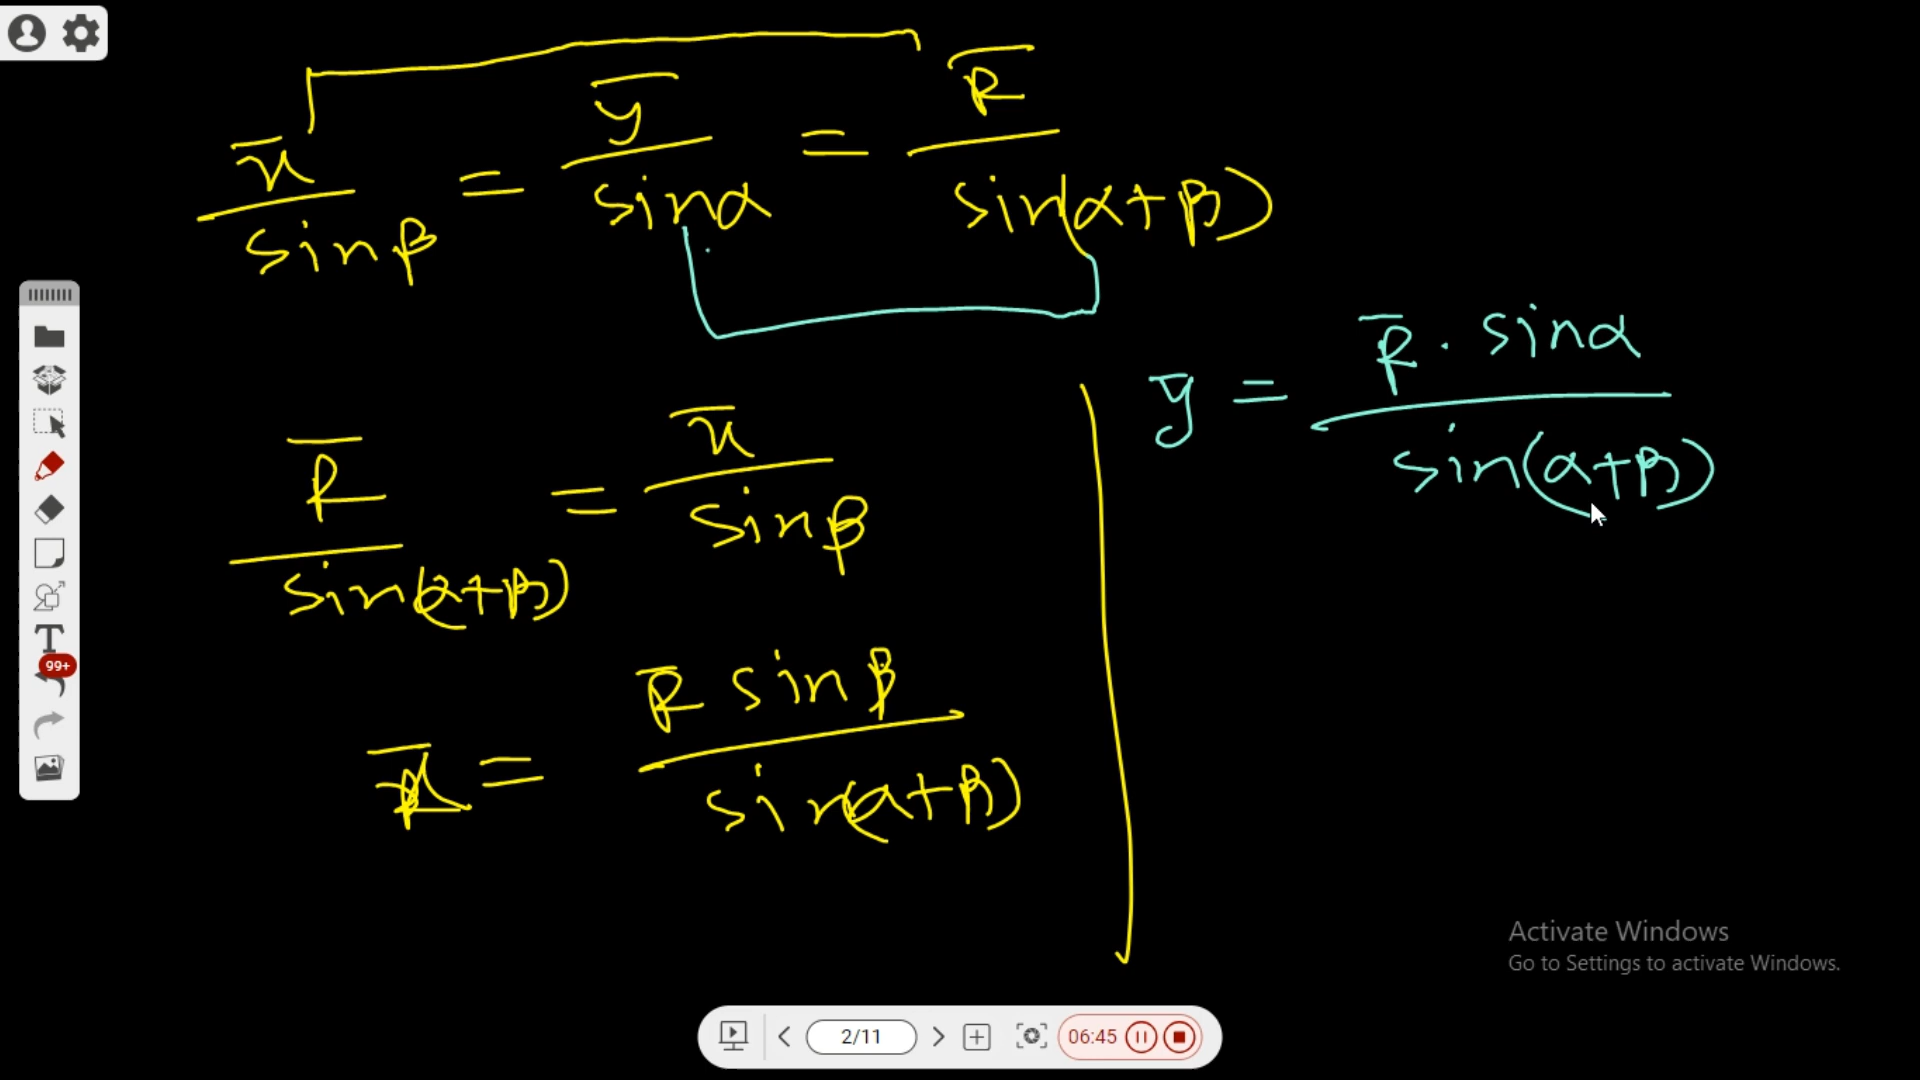 x̄/sinβ = ȳ/sinα = R̄/sin(α+β)
R̄/sin(α+β) = x̄/sinβ
x̄ = R̄ sinβ/sin(α+β)
ȳ = R̄ · sinα/sin(α+β)
T
99+
Activate Windows
Go to Settings to activate Windows.
2/11
06:45